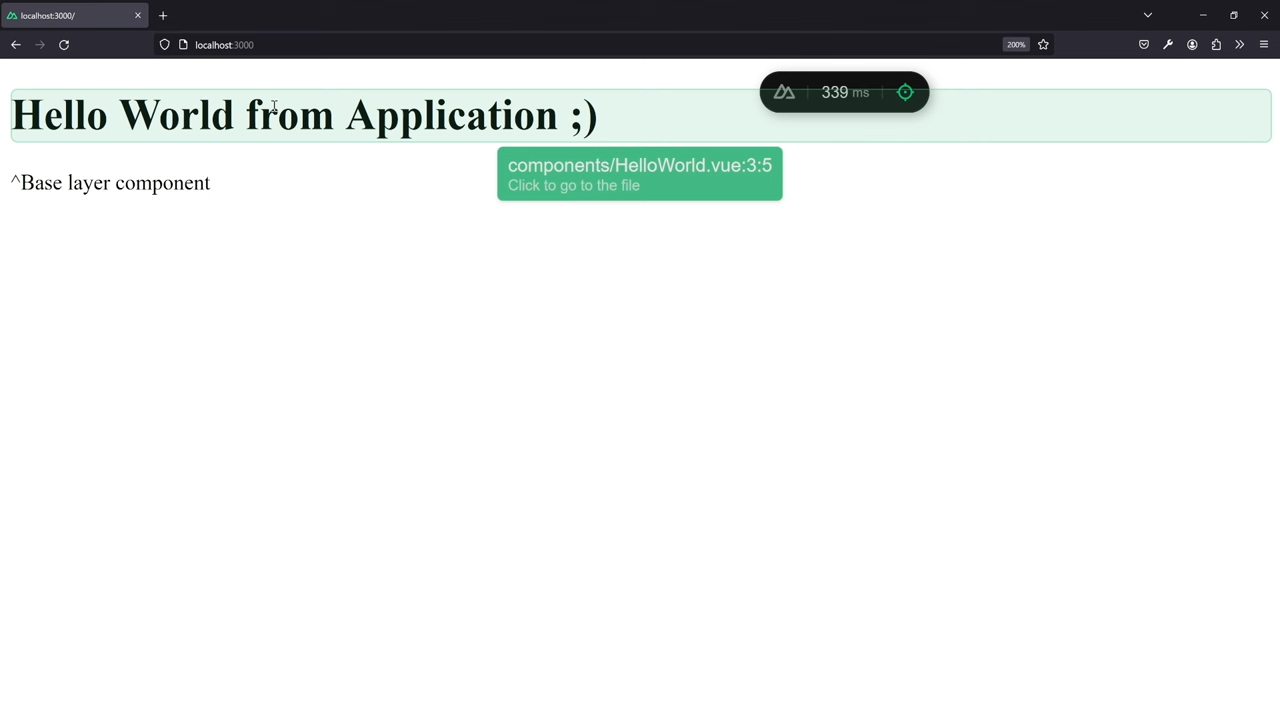 localhost:3000/
localhost:3000
200%
339 ms
Hello World from Application ;)
components/HelloWorld.vue:3:5
Click to go to the file
^Base layer component